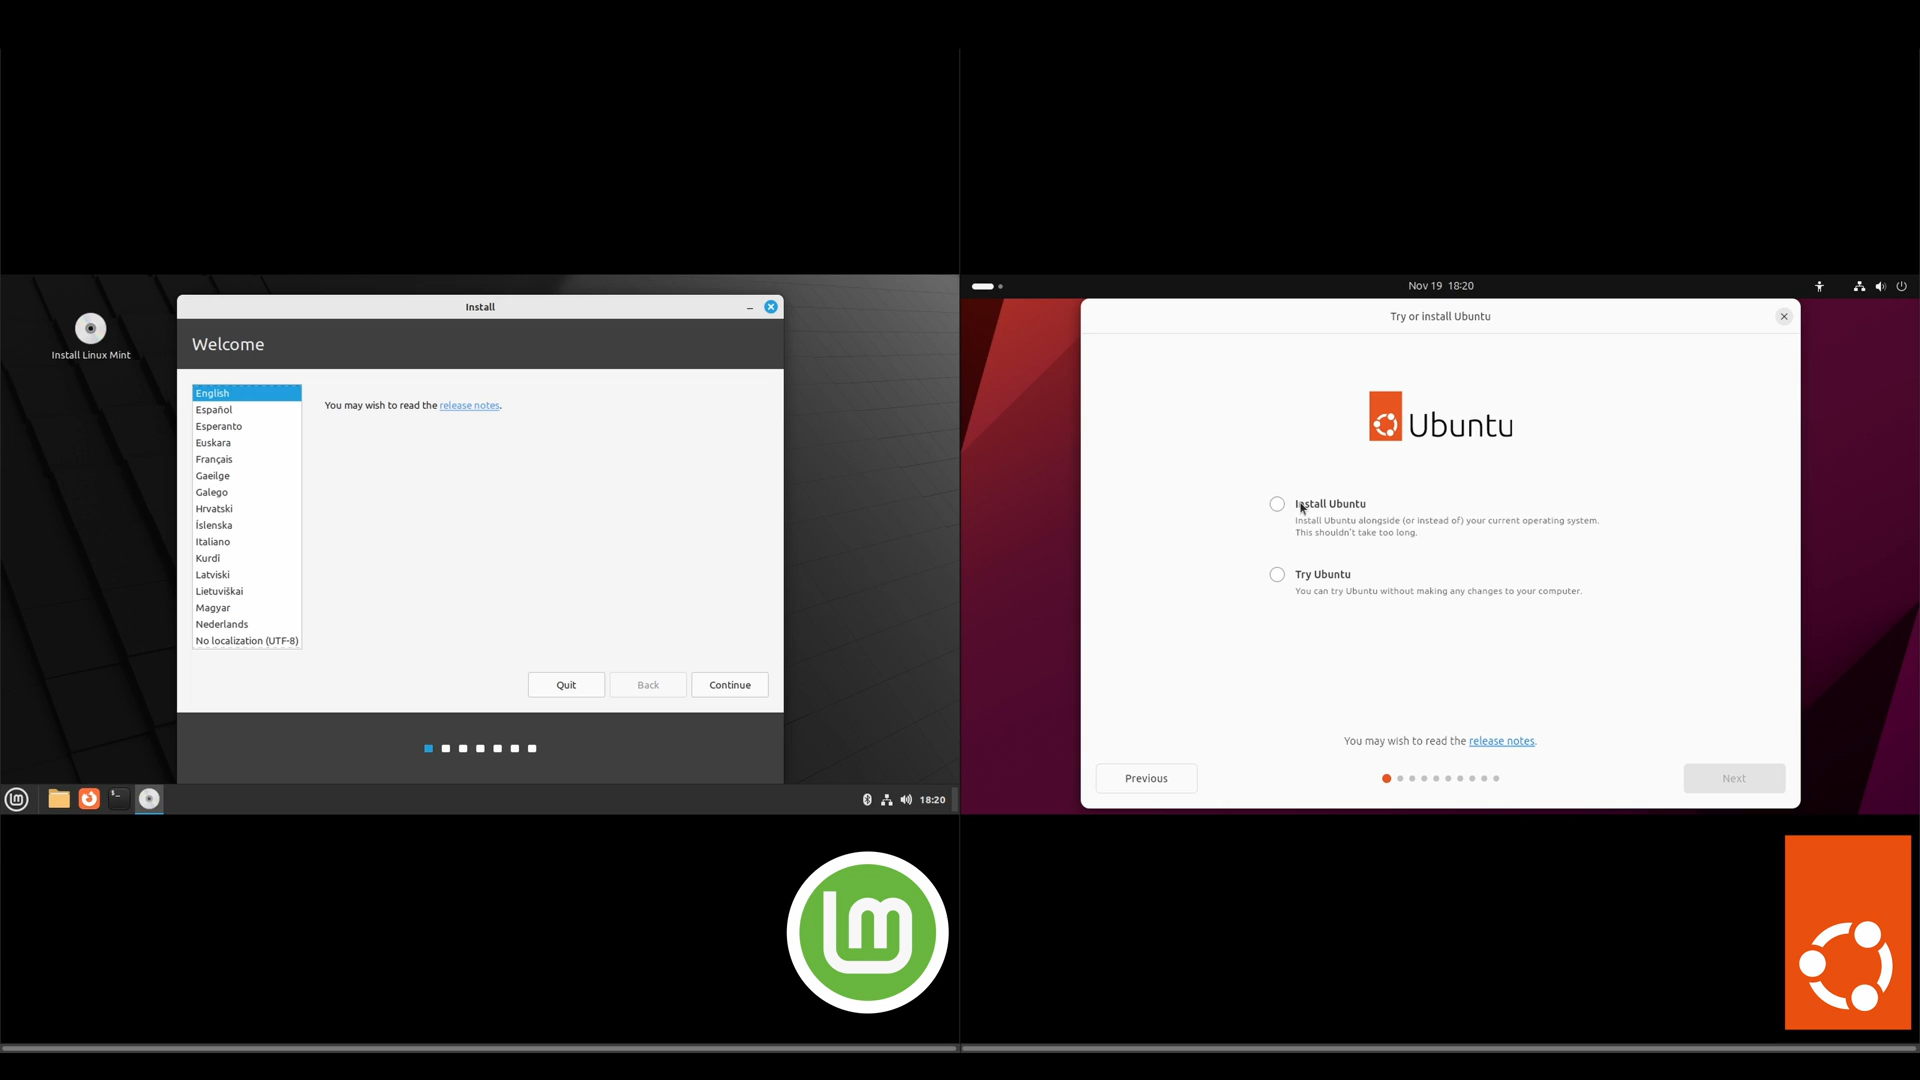 Install Linux Mint
Install
Welcome
English
Español
Esperanto
Euskara
Français
Gaeilge
Galego
Hrvatski
Íslenska
Italiano
Kurdî
Latviski
Lietuviškai
Magyar
Nederlands
No localization (UTF-8)
You may wish to read the release notes.
Quit
Back
Continue
18:20
Nov 19 18:20
Try or install Ubuntu
Ubuntu
Install Ubuntu
Install Ubuntu alongside (or instead of) your current operating system.
This shouldn't take too long.
Try Ubuntu
You can try Ubuntu without making any changes to your computer.
You may wish to read the release notes.
Previous
Next